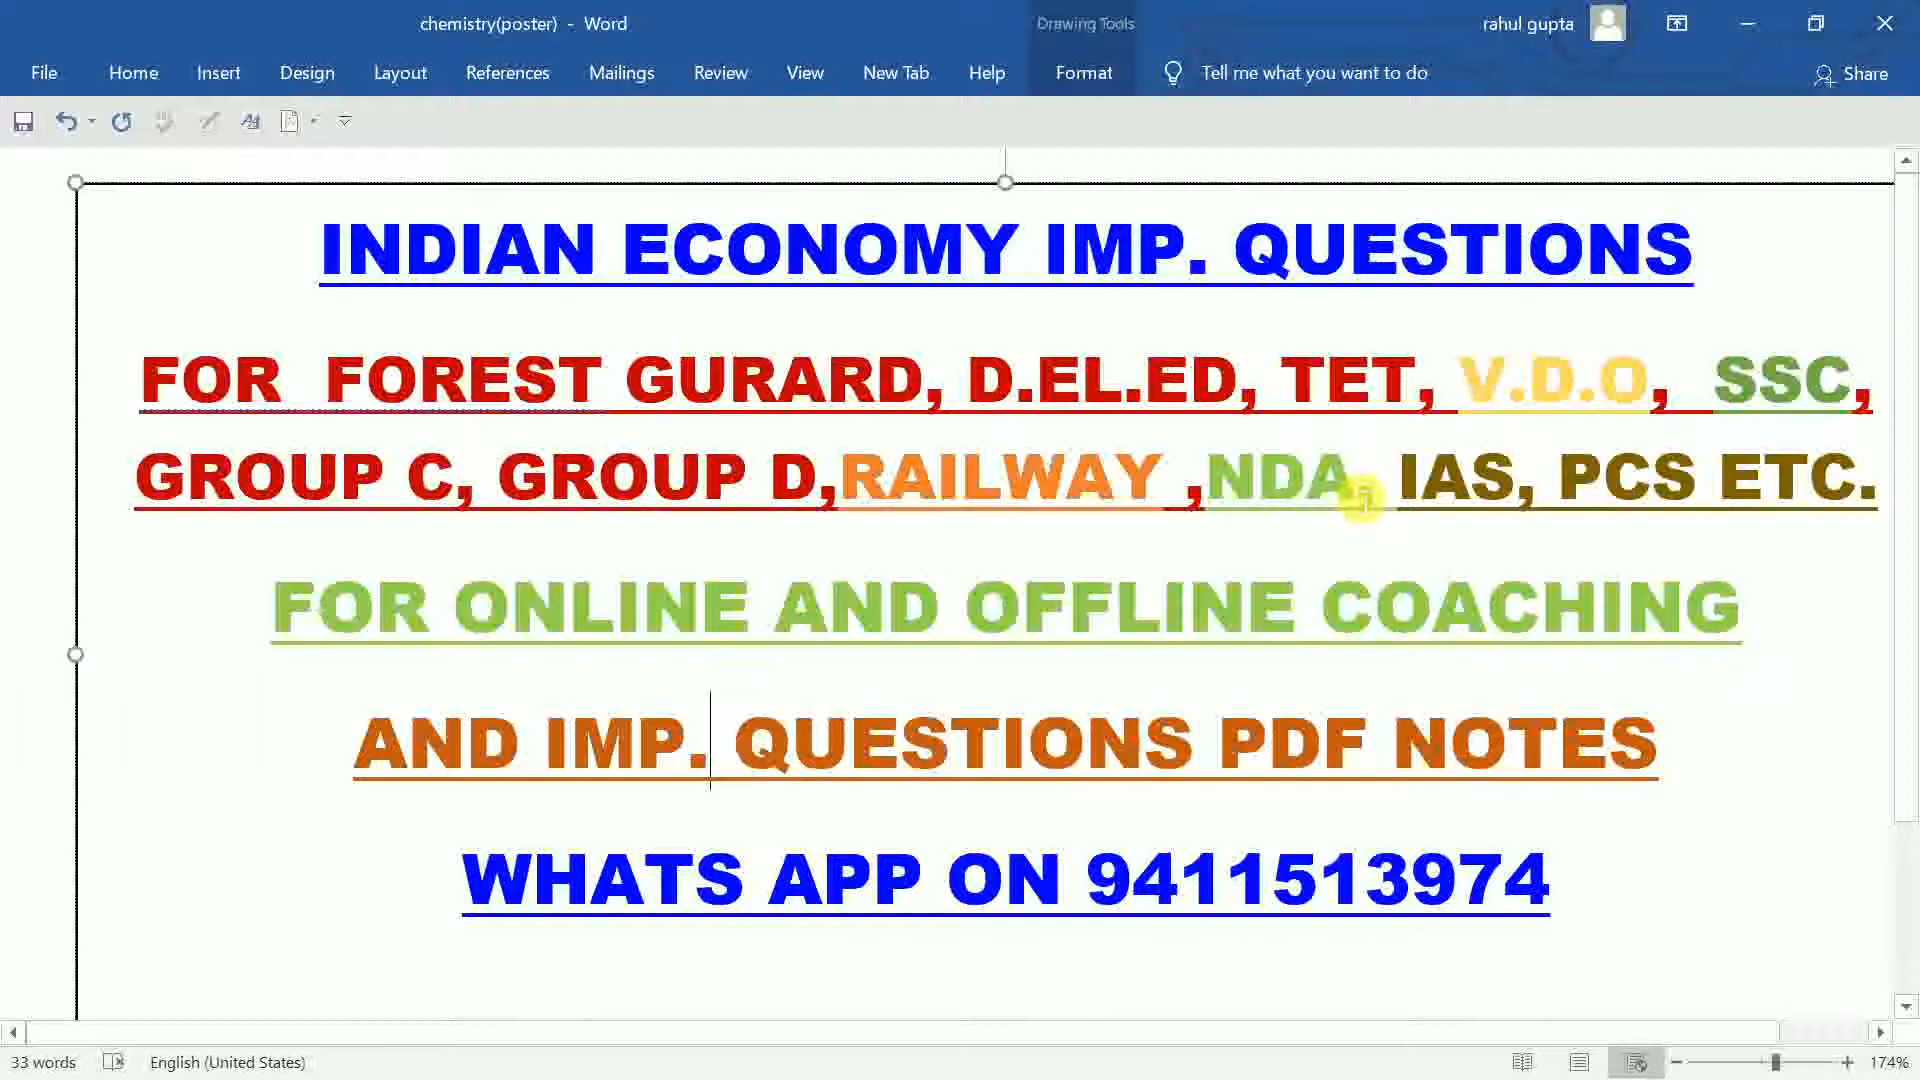 chemistry(poster) - Word
Drawing Tools
rahul gupta
File Home Insert Design Layout References Mailings Review View New Tab Help Format Tell me what you want to do Share
INDIAN ECONOMY IMP. QUESTIONS
FOR FOREST GURARD, D.EL.ED, TET, V.D.O, SSC,
GROUP C, GROUP D,RAILWAY ,NDA, IAS, PCS ETC.
FOR ONLINE AND OFFLINE COACHING
AND IMP. QUESTIONS PDF NOTES
WHATS APP ON 9411513974
33 words English (United States) 174%